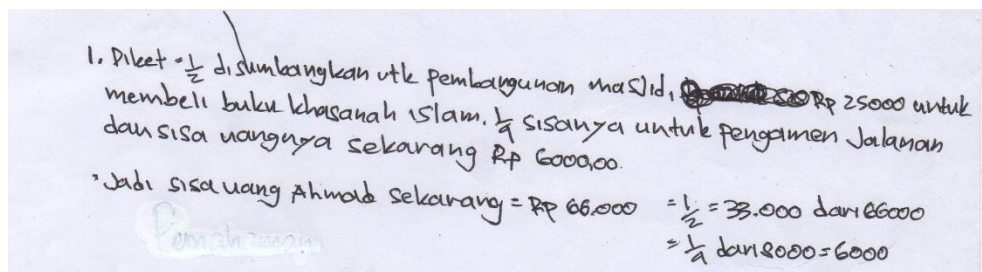 1. Diket = 1/2 disumbangkan utk pembangunan masjid, Rp 25000 untuk
membeli buku khasanah islam. 1/4 sisanya untuk pengamen Jalanan
dan sisa uangnya sekarang Rp 6000,00.
Jadi sisa uang Ahmad sekarang = Rp 66.000 = 1/2 = 33.000 dari 66000
Pemahaman = 1/4 dari 8000 = 6000